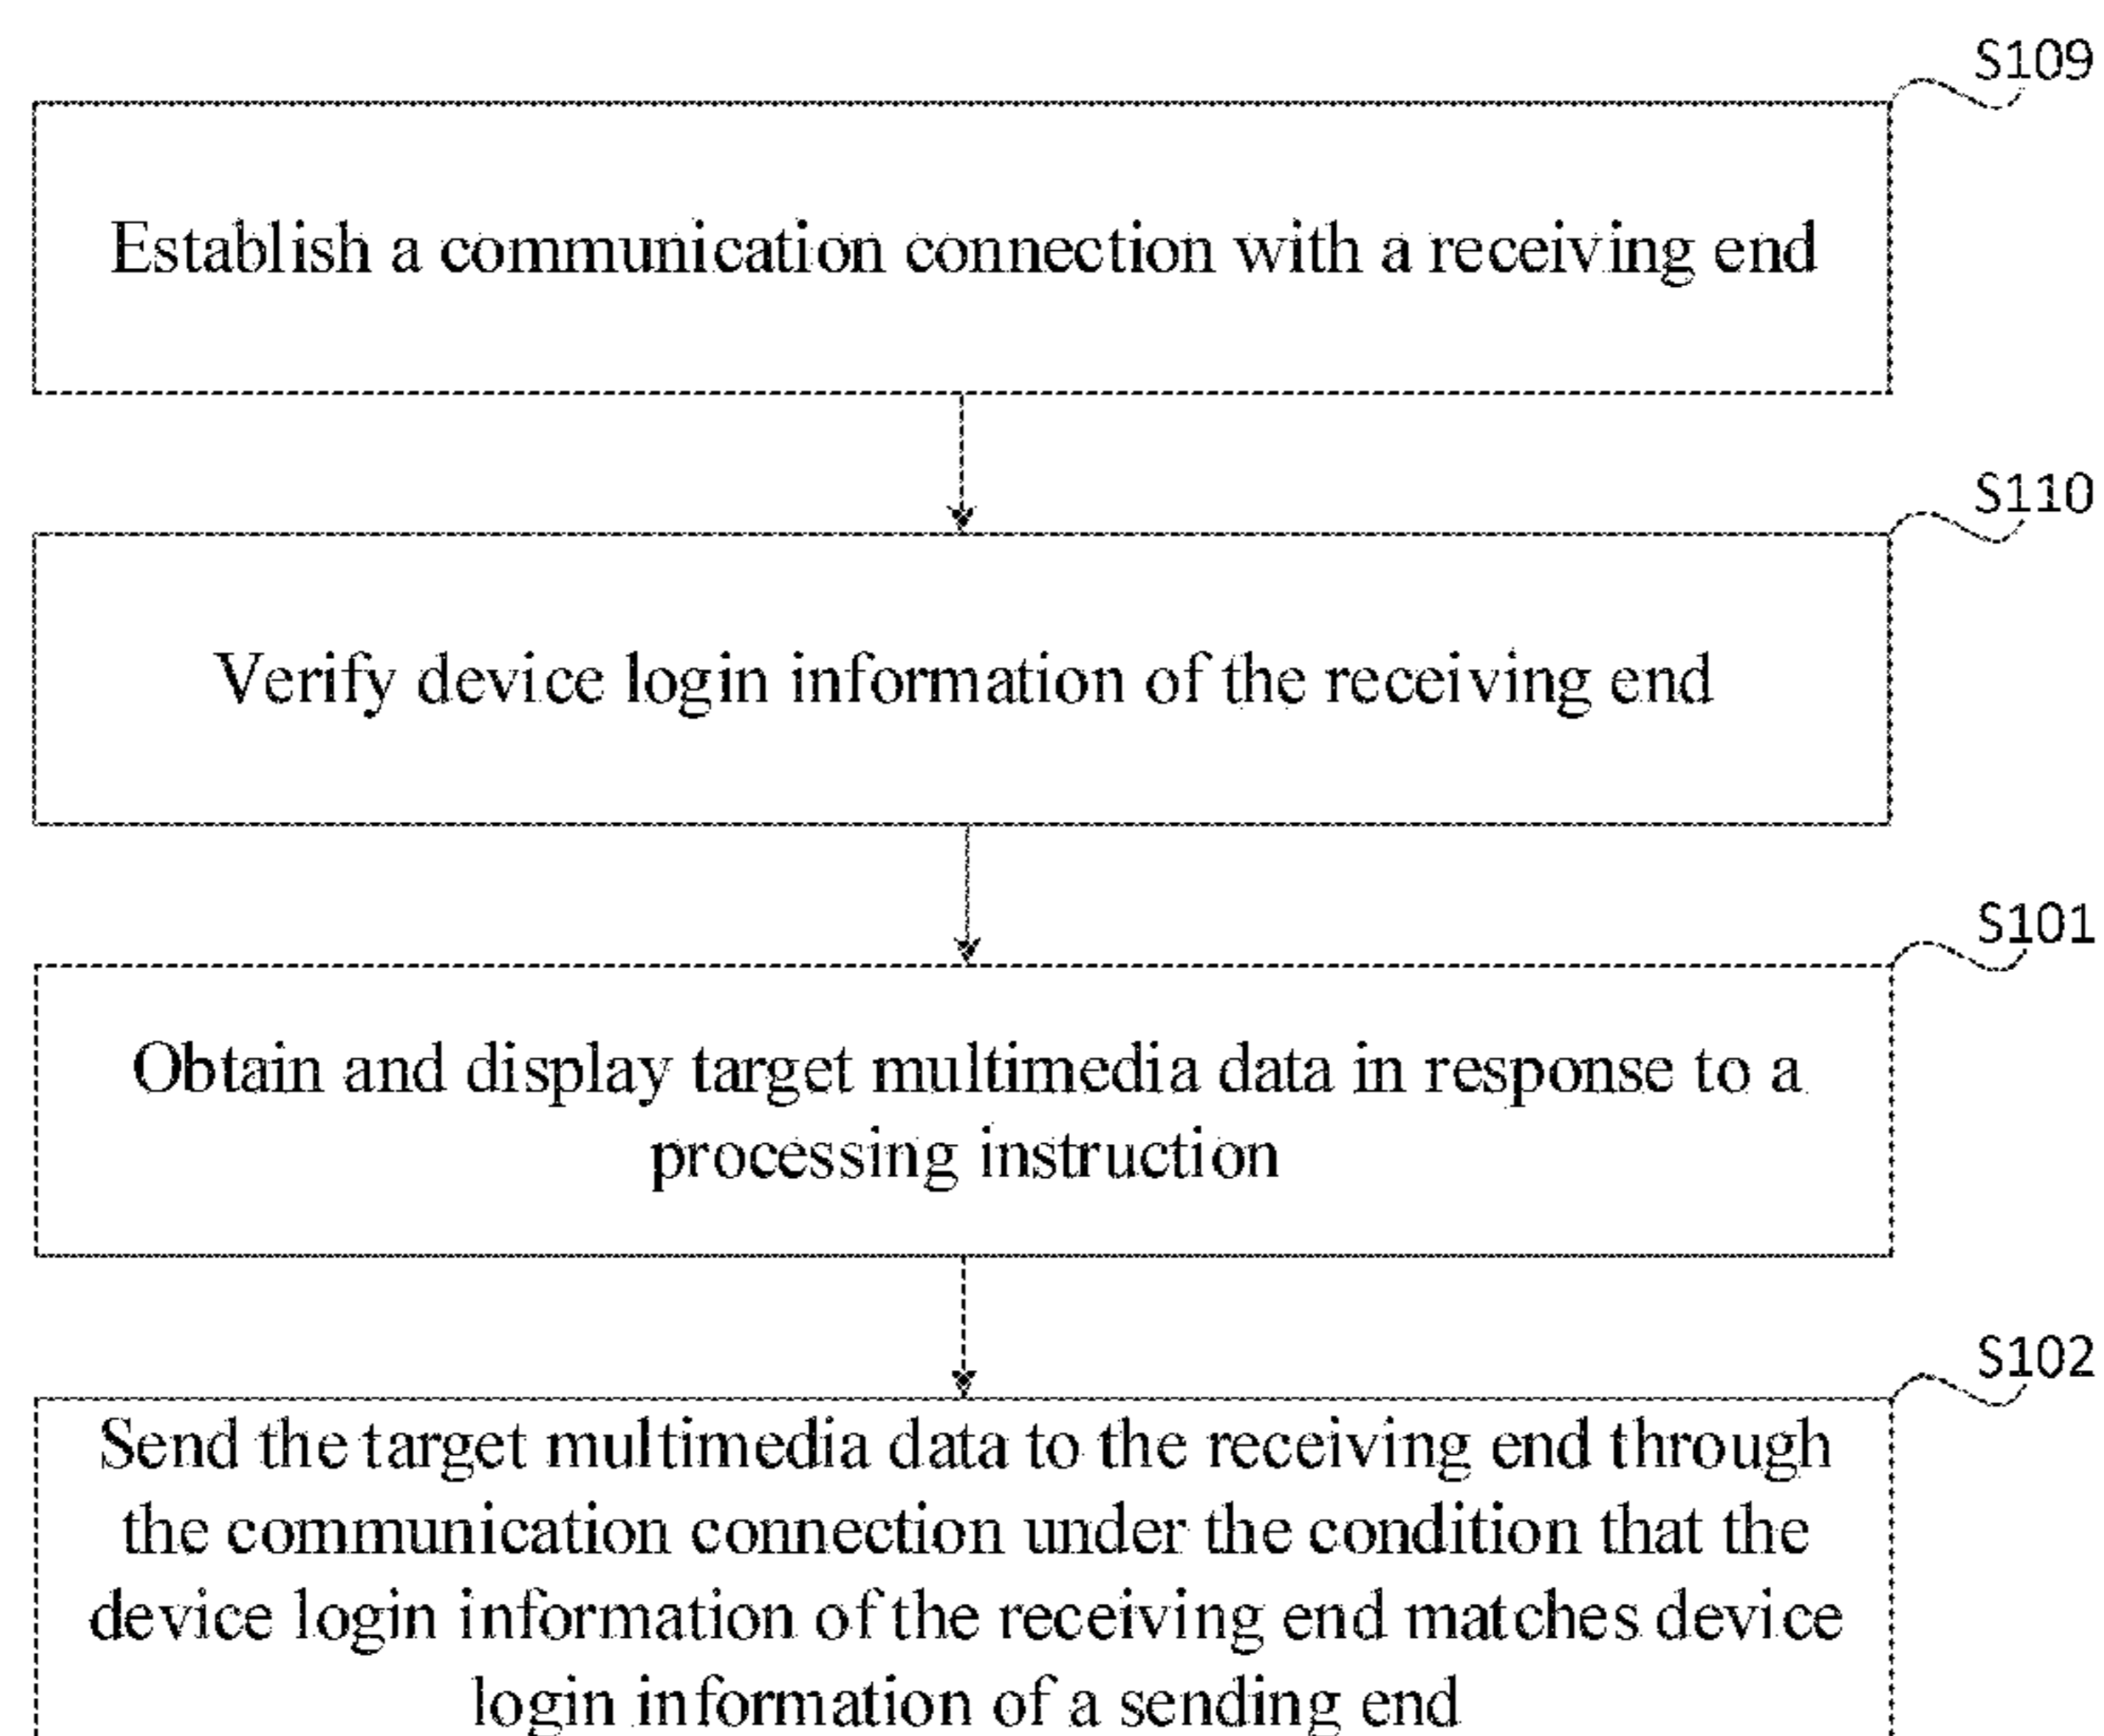 S109
Establish a communication connection with a receiving end
S110
Verify device login information of the receiving end
S101
Obtain and display target multimedia data in response to a
processing instruction
S102
Send the target multimedia data to the receiving end through
the communication connection under the condition that the
device login information of the receiving end matches device
login information of a sending end